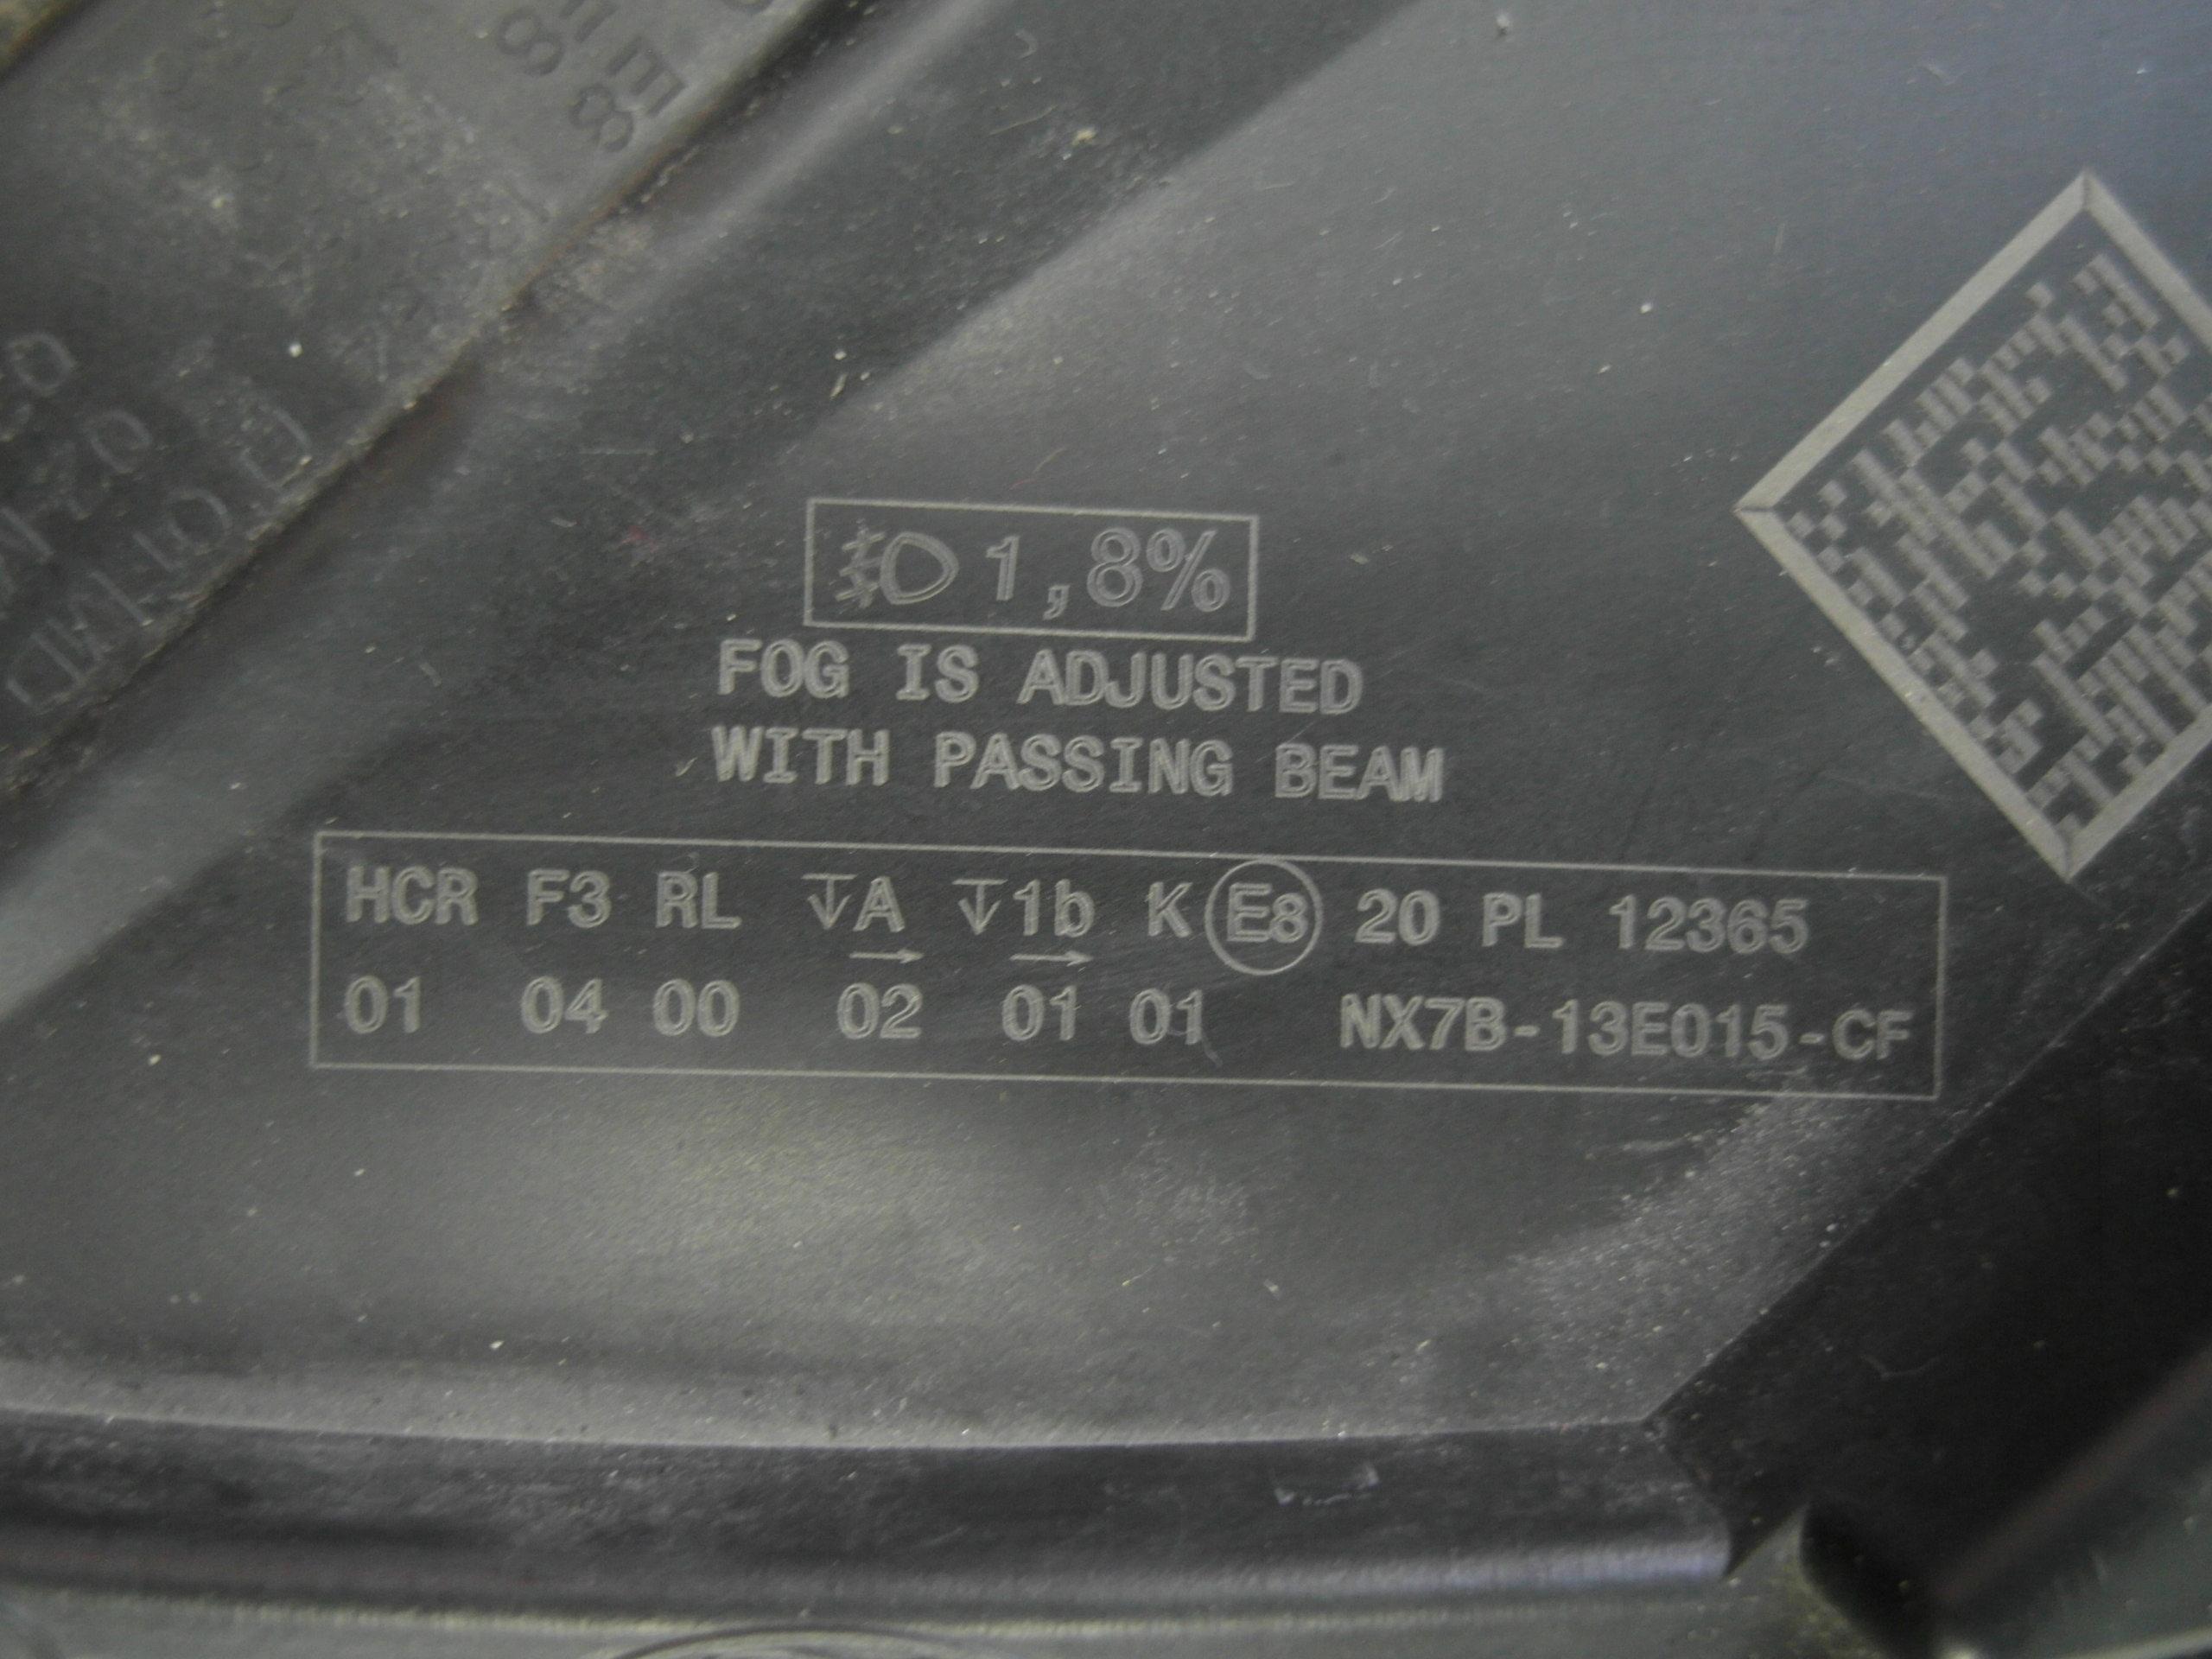 1,8%
FOG IS ADJUSTED
WITH PASSING BEAM
HCR F3 RL A 1b K E8 20 PL 12365
→ →
01 04 00 02 01 01 NX7B-13E015-CF